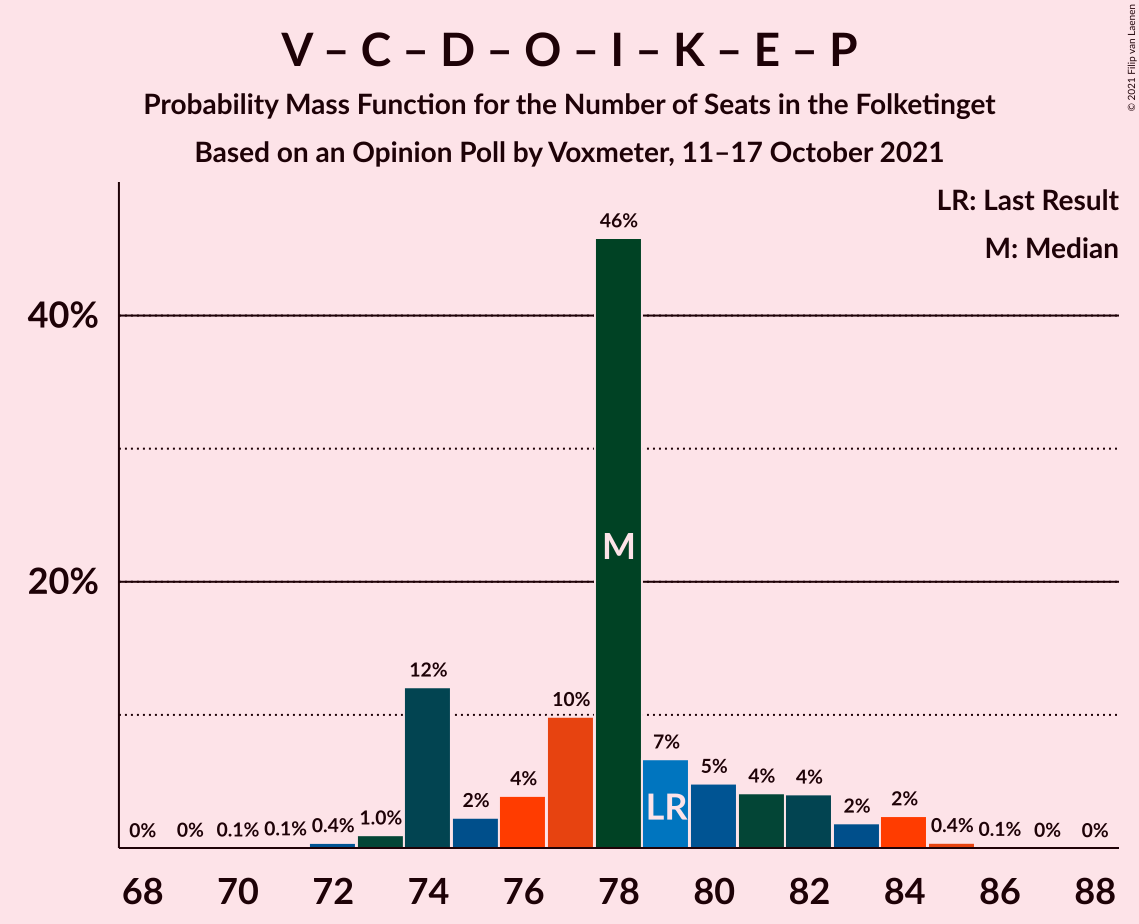 V – C – D – O – I – K – E – P
Probability Mass Function for the Number of Seats in the Folketinget
Based on an Opinion Poll by Voxmeter, 11–17 October 2021
© 2021 Filip van Laenen
LR: Last Result
M: Median
40%
20%
0%
0%
0.1%
0.1%
0.4%
1.0%
12%
2%
4%
10%
46%
7%
5%
4%
4%
2%
2%
0.4%
0.1%
0%
0%
M
LR
68 70 72 74 76 78 80 82 84 86 88